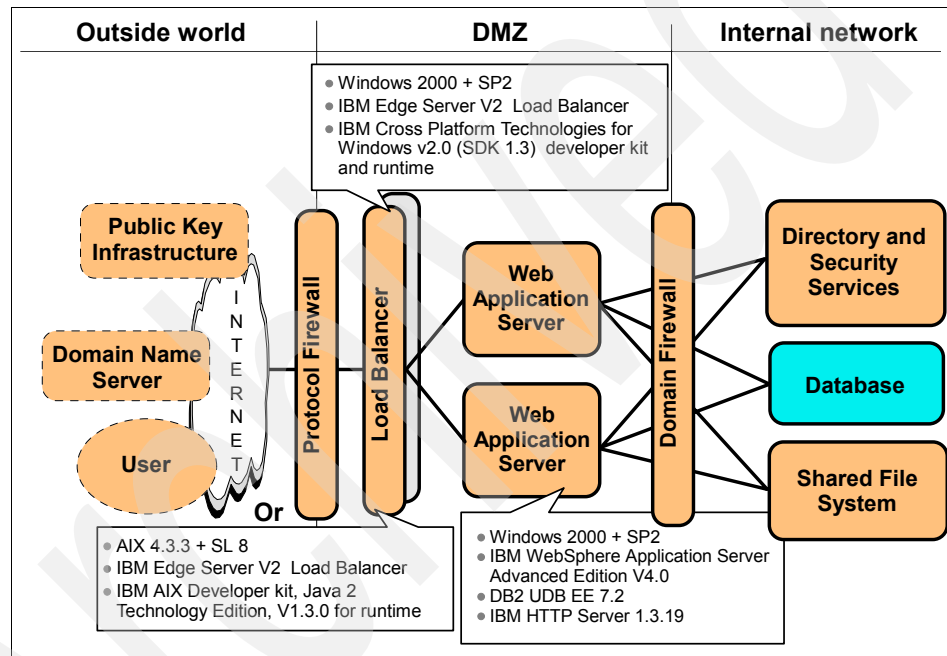 Outside world
DMZ
Internal network
Windows 2000 + SP2
IBM Edge Server V2 Load Balancer
IBM Cross Platform Technologies for
Windows v2.0 (SDK 1.3) developer kit
and runtime
Public Key
Infrastructure
Domain Name
Server
User
INTERNET
Or
Protocol Firewall
Load Balancer
Web
Application
Server
Web
Application
Server
Domain Firewall
Directory and
Security
Services
Database
Shared File
System
AIX 4.3.3 + SL 8
IBM Edge Server V2 Load Balancer
IBM AIX Developer kit, Java 2
Technology Edition, V1.3.0 for runtime
Windows 2000 + SP2
IBM WebSphere Application Server
Advanced Edition V4.0
DB2 UDB EE 7.2
IBM HTTP Server 1.3.19